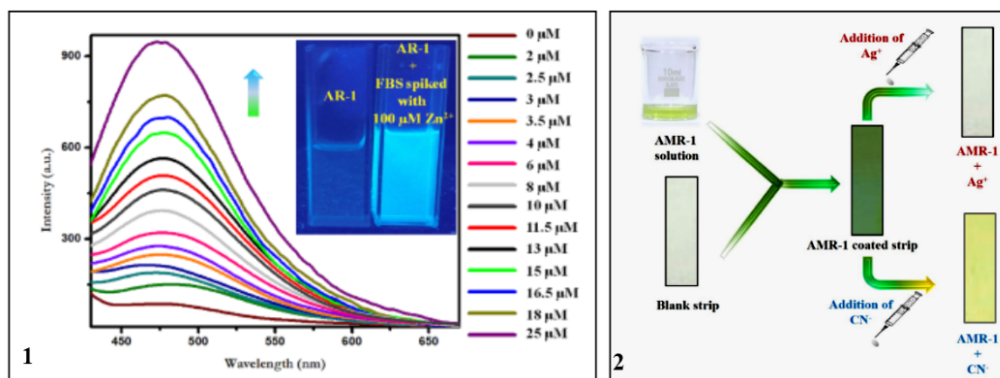 900
600
300
Intensity (a.u.)
450
500
550
600
650
Wavelength (nm)
AR-1
AR-1
+
FBS spiked
with
100 μM Zn²⁺
0 μM
2 μM
2.5 μM
3 μM
3.5 μM
4 μM
6 μM
8 μM
10 μM
11.5 μM
13 μM
15 μM
16.5 μM
18 μM
25 μM
1
AMR-1
solution
Blank strip
Addition of
Ag⁺
AMR-1 coated strip
Addition of
CN⁻
AMR-1
+
Ag⁺
AMR-1
+
CN⁻
2